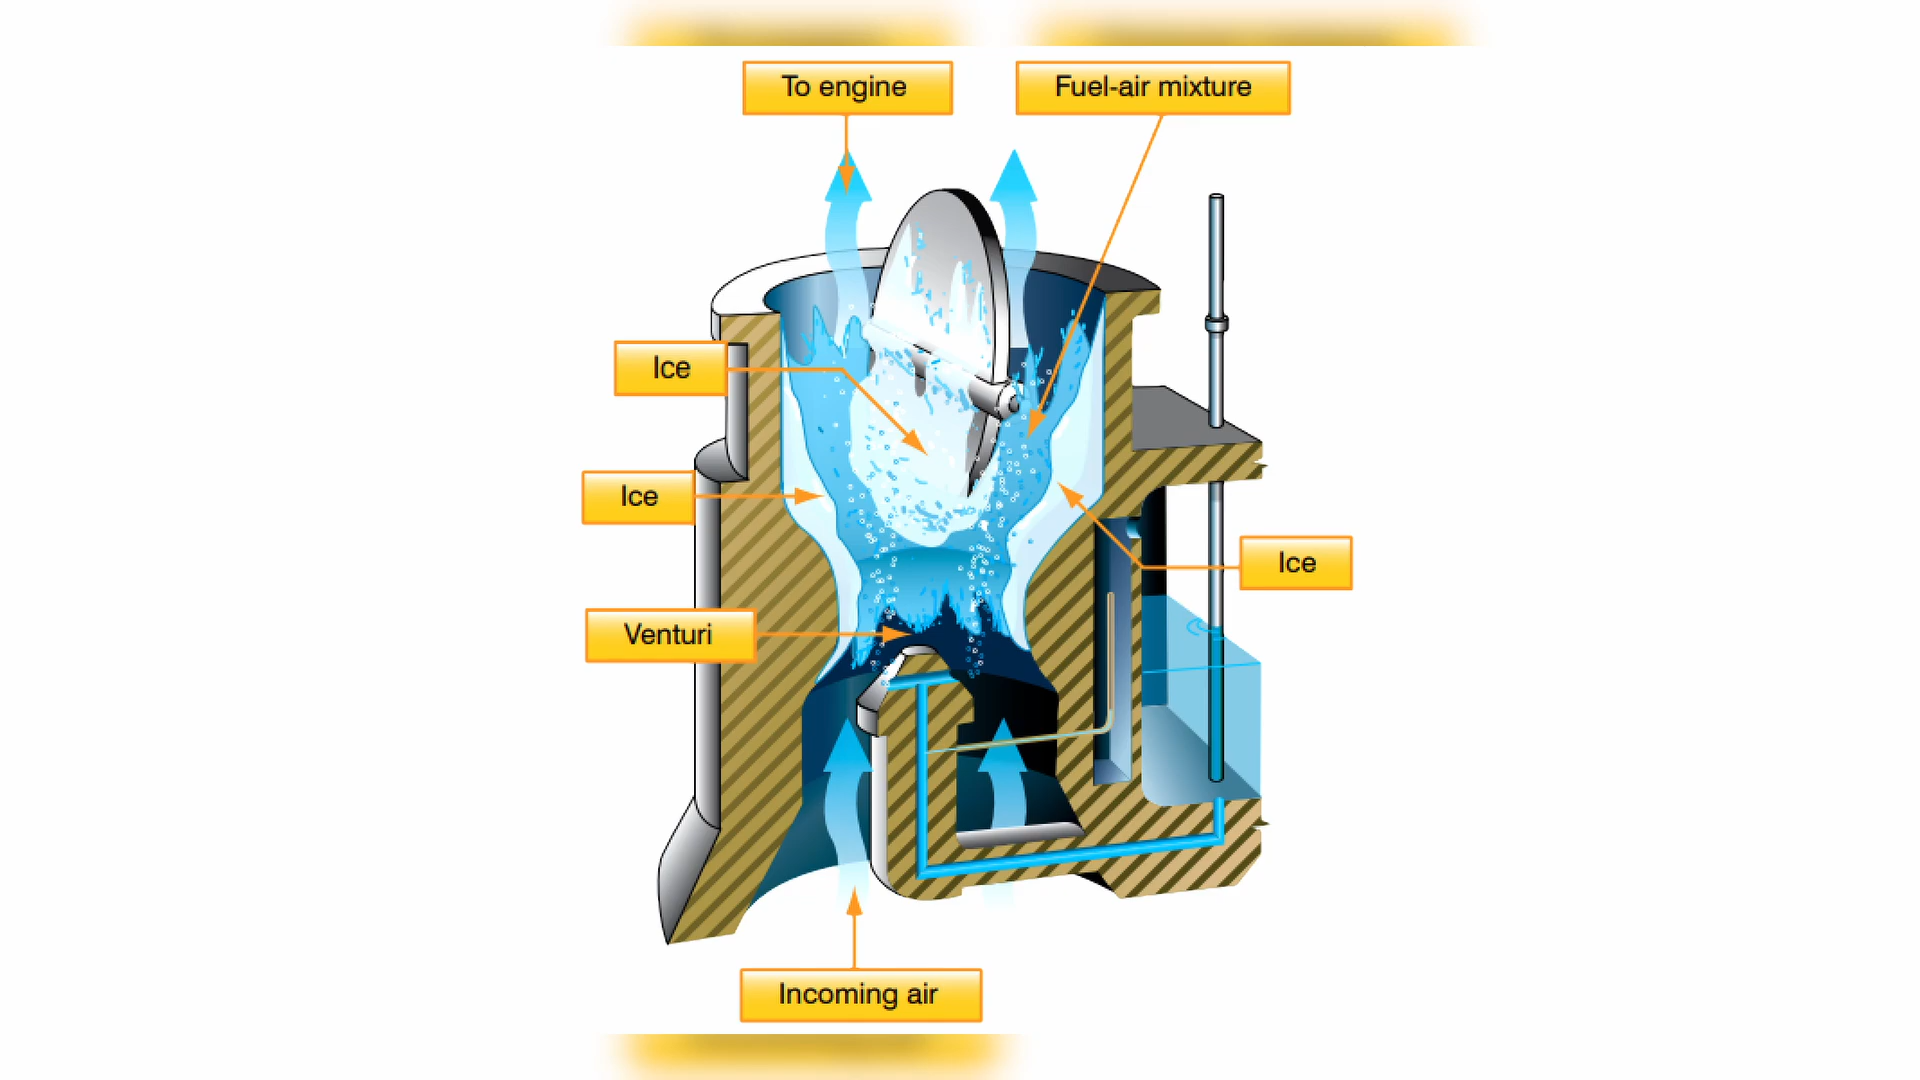 To engine
Fuel-air mixture
Ice
Ice
Ice
Venturi
Incoming air